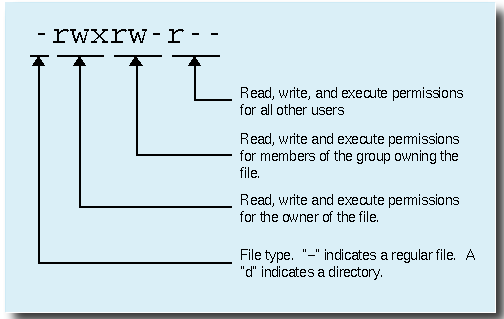 -rwxrw-r--
Read, write, and execute permissions
for all other users
Read, write and execute permissions
for members of the group owning the
file.
Read, write and execute permissions
for the owner of the file.
File type. "–" indicates a regular file. A
"d" indicates a directory.